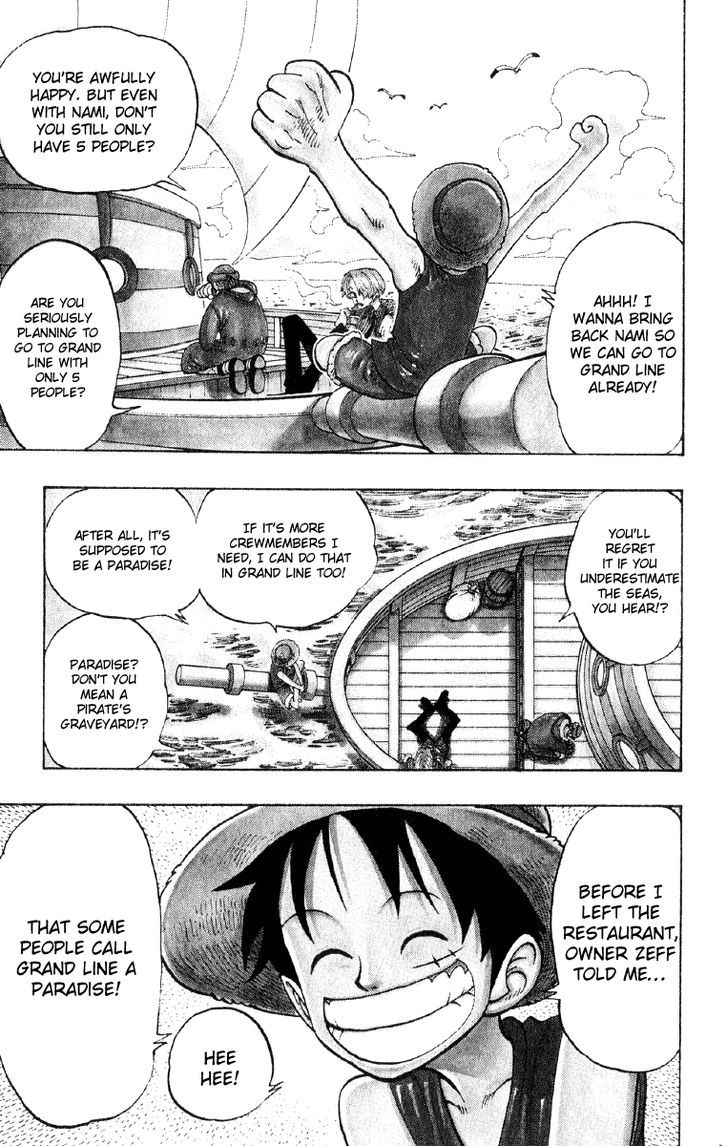 AHHH! I
WANNA BRING
BACK NAMI SO
WE CAN GO TO
GRAND LINE
ALREADY!
YOU'RE AWFULLY
HAPPY. BUT EVEN
WITH NAMI, DON'T
YOU STILL ONLY
HAVE 5 PEOPLE?
ARE YOU
SERIOUSLY
PLANNING TO
GO TO GRAND
LINE WITH
ONLY 5
PEOPLE?
YOU'LL
REGRET
IT IF YOU
UNDERESTIMATE
THE SEAS,
YOU HEAR!?
IF IT'S MORE
CREWMEMBERS I
NEED, I CAN DO THAT
IN GRAND LINE TOO!
AFTER ALL, IT'S
SUPPOSED TO
BE A PARADISE!
PARADISE?
DON'T YOU
MEAN A
PIRATE'S
GRAVEYARD!?
BEFORE I
LEFT THE
RESTAURANT,
OWNER ZEFF
TOLD ME...
THAT SOME
PEOPLE CALL
GRAND LINE A
PARADISE!
HEE
HEE!